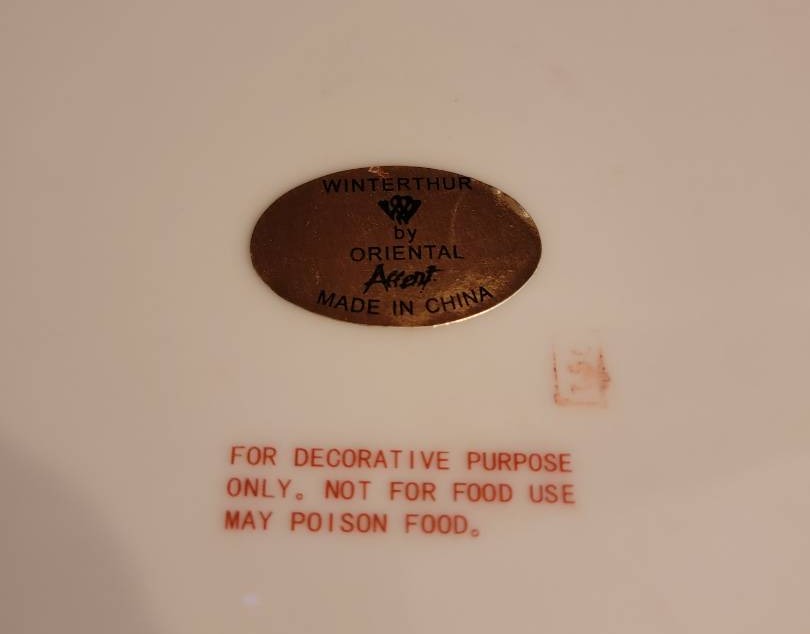 WINTERTHUR
by
ORIENTAL
Accent
MADE IN CHINA
FOR DECORATIVE PURPOSE
ONLY。NOT FOR FOOD USE
MAY POISON FOOD。